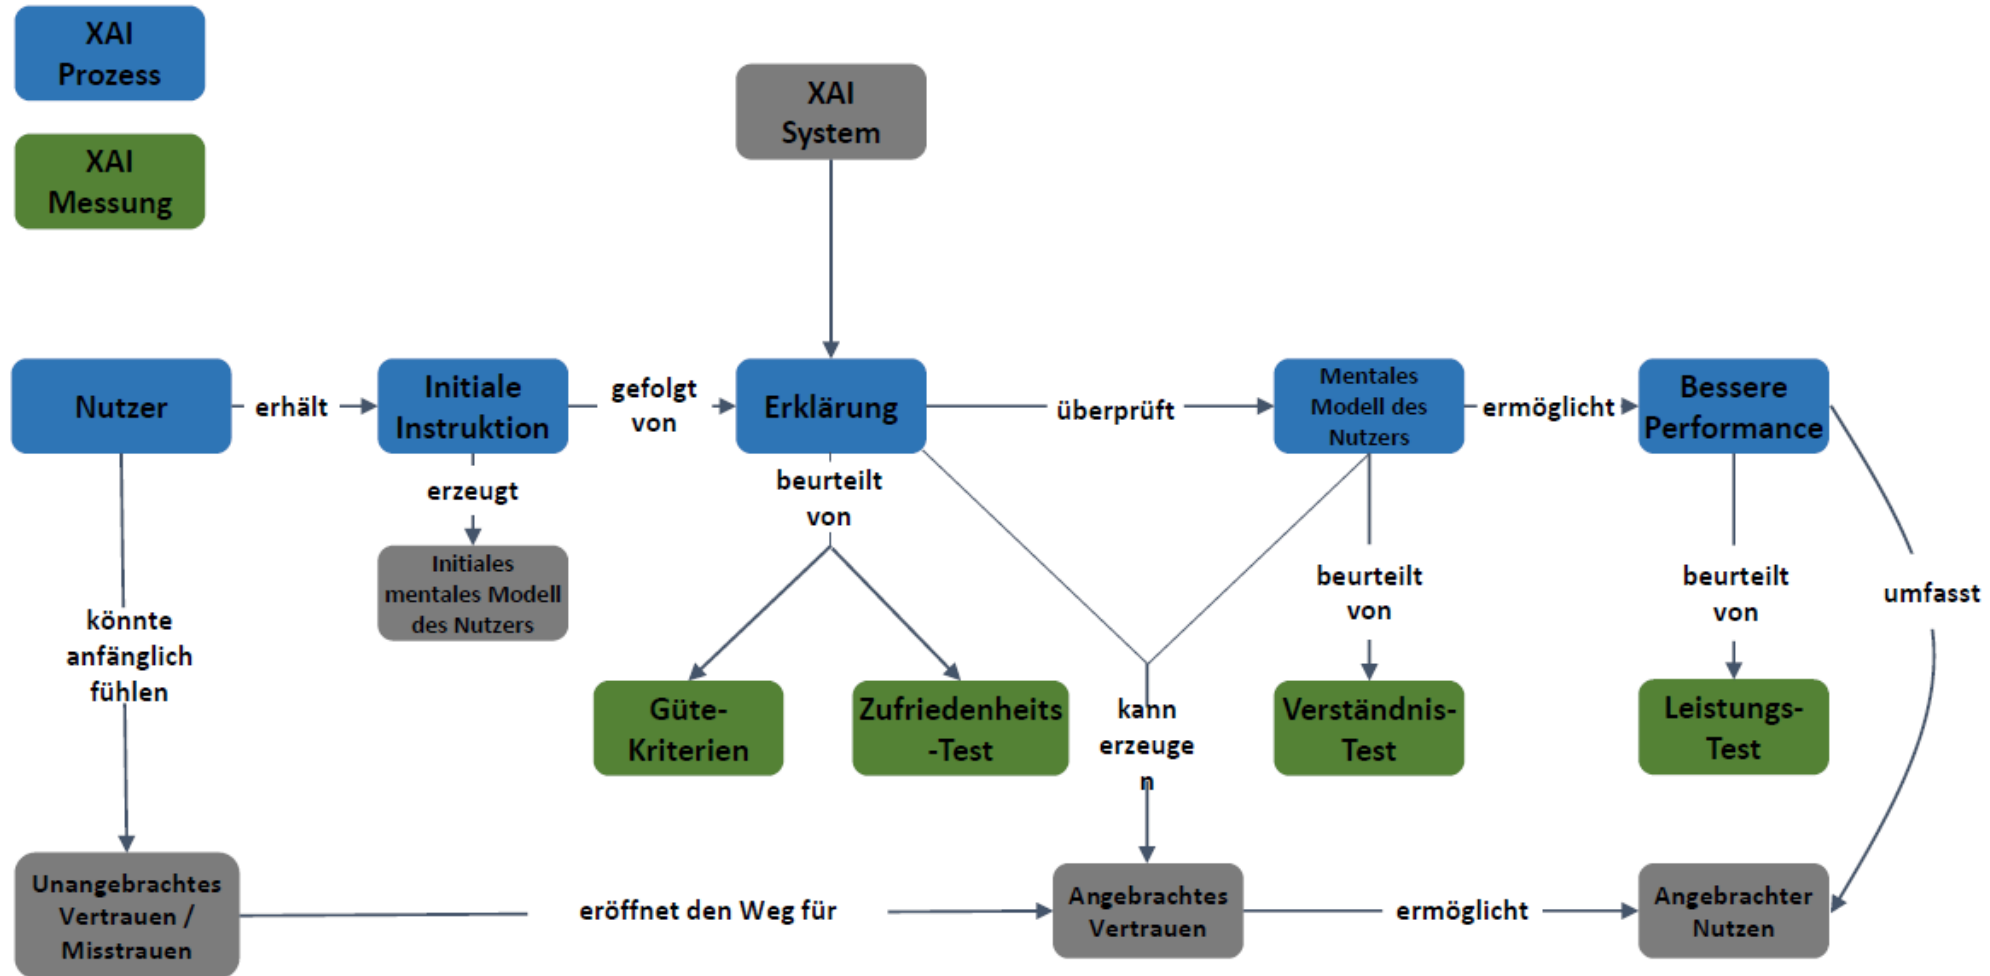 XAI
Prozess
XAI
Messung
XAI
System
Nutzer
erhält
Initiale
Instruktion
gefolgt
von
Erklärung
überprüft
Mentales
Modell des
Nutzers
ermöglicht
Bessere
Performance
erzeugt
Initiales
mentales Modell
des Nutzers
beurteilt
von
könnte
anfänglich
fühlen
Güte-
Kriterien
Zufriedenheits
-Test
kann
erzeuge
n
beurteilt
von
Verständnis-
Test
beurteilt
von
Leistungs-
Test
umfasst
Unangebrachtes
Vertrauen /
Misstrauen
eröffnet den Weg für
Angebrachtes
Vertrauen
ermöglicht
Angebrachter
Nutzen